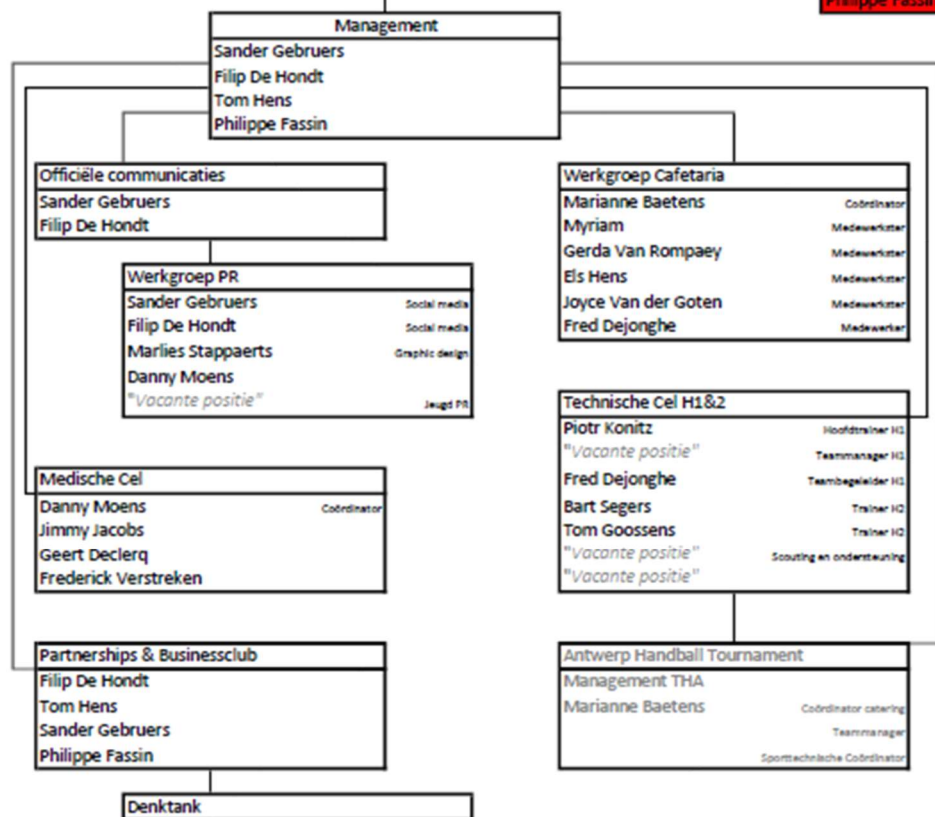 Philippe Fassin
Management
Sander Gebruers
Filip De Hondt
Tom Hens
Philippe Fassin
Officiële communicaties
Sander Gebruers
Filip De Hondt
Werkgroep PR
Sander Gebruers Social media
Filip De Hondt Social media
Marlies Stappaerts Graphic design
Danny Moens
"Vacante positie" Jeugd PR
Medische Cel
Danny Moens Coördinator
Jimmy Jacobs
Geert Declerq
Frederick Verstreken
Partnerships & Businessclub
Filip De Hondt
Tom Hens
Sander Gebruers
Philippe Fassin
Denktank
Werkgroep Cafetaria
Marianne Baetens Coördinator
Myriam Medewerkster
Gerda Van Rompaey Medewerkster
Els Hens Medewerkster
Joyce Van der Goten Medewerkster
Fred Dejonghe Medewerker
Technische Cel H1&2
Piotr Konitz Hoofdtrainer H1
"Vacante positie" Teammanager H1
Fred Dejonghe Teambegeleider H1
Bart Segers Trainer H2
Tom Goossens Trainer H2
"Vacante positie" Scouting en ondersteuning
"Vacante positie"
Antwerp Handball Tournament
Management THA
Marianne Baetens Coördinator catering
Teammanager
Sporttechnische Coördinator